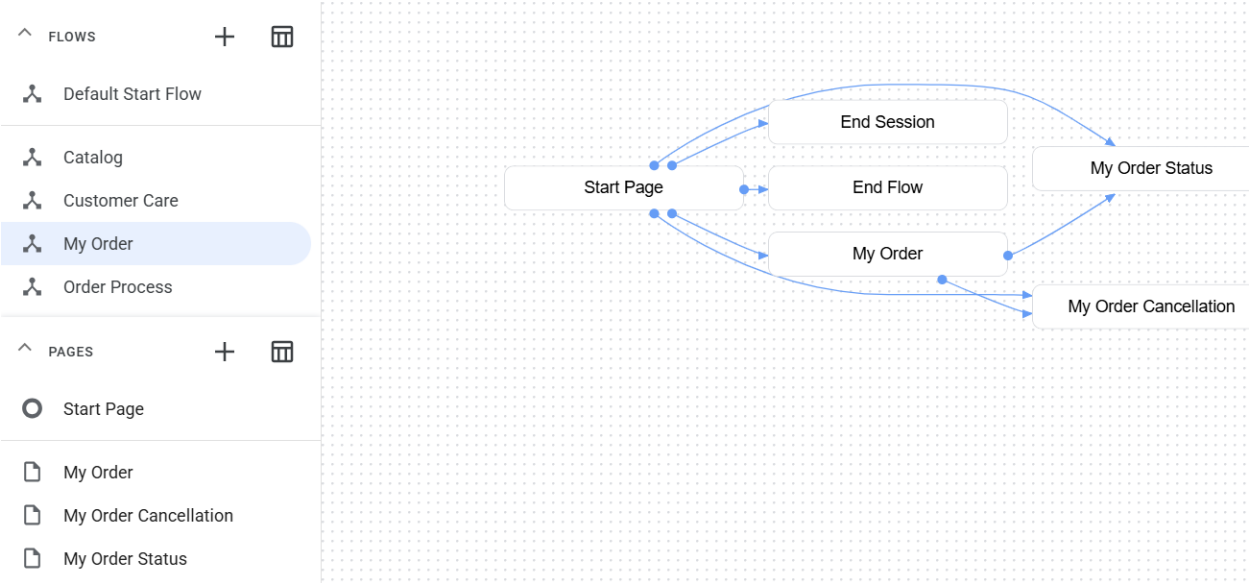 FLOWS
Default Start Flow
Catalog
Customer Care
My Order
Order Process
PAGES
Start Page
My Order
My Order Cancellation
My Order Status
End Session
My Order Status
Start Page
End Flow
My Order
My Order Cancellation